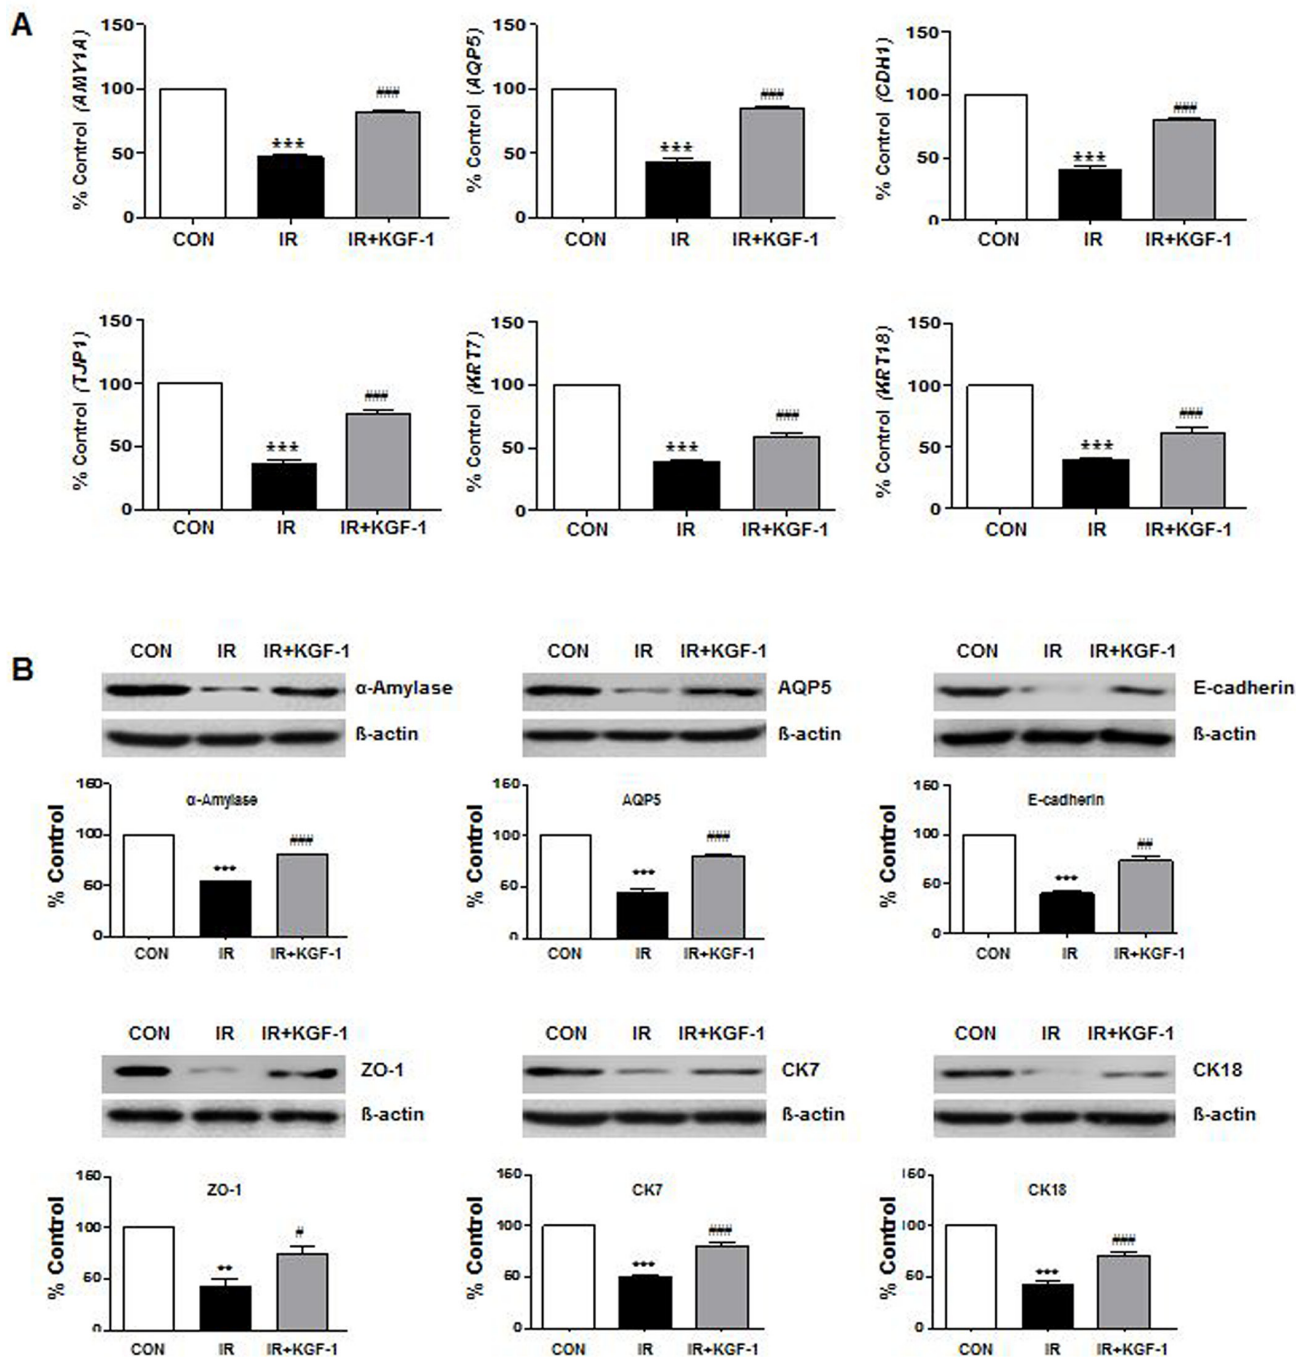 A
150
100
50
0
% Control (AMY1A)
***
###
CON IR IR+KGF-1
150
100
50
0
% Control (AQP5)
***
###
CON IR IR+KGF-1
150
100
50
0
% Control (CDH1)
***
###
CON IR IR+KGF-1
150
100
50
0
% Control (TJP1)
***
###
CON IR IR+KGF-1
150
100
50
0
% Control (KRT7)
***
###
CON IR IR+KGF-1
150
100
50
0
% Control (KRT18)
***
###
CON IR IR+KGF-1
B
CON IR IR+KGF-1
α-Amylase
ß-actin
150
100
50
0
% Control
α-Amylase
***
###
CON IR IR+KGF-1
CON IR IR+KGF-1
AQP5
ß-actin
150
100
50
0
% Control
AQP5
***
###
CON IR IR+KGF-1
CON IR IR+KGF-1
E-cadherin
ß-actin
150
100
50
0
% Control
E-cadherin
***
##
CON IR IR+KGF-1
CON IR IR+KGF-1
ZO-1
ß-actin
150
100
50
0
% Control
ZO-1
**
#
CON IR IR+KGF-1
CON IR IR+KGF-1
CK7
ß-actin
150
100
50
0
% Control
CK7
***
###
CON IR IR+KGF-1
CON IR IR+KGF-1
CK18
ß-actin
150
100
50
0
% Control
CK18
***
###
CON IR IR+KGF-1